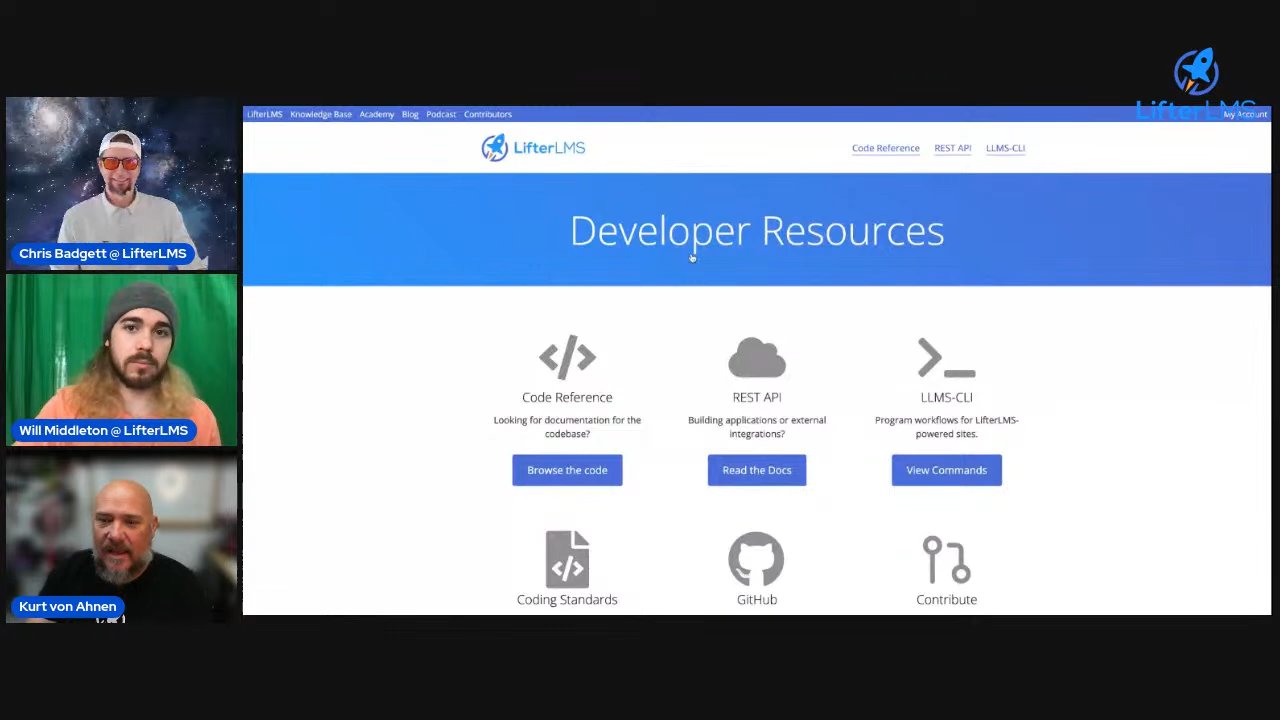 LifterLMS
LifterLMS Knowledge Base Academy Blog Podcast Contributors My Account
LifterLMS Code Reference REST API LLMS-CLI
Developer Resources
Chris Badgett @ LifterLMS
Code Reference REST API LLMS-CLI
Looking for documentation for the Building applications or external Program workflows for LifterLMS-
codebase? integrations? powered sites.
Will Middleton @ LifterLMS
Browse the code Read the Docs View Commands
Coding Standards GitHub Contribute
Kurt von Ahnen